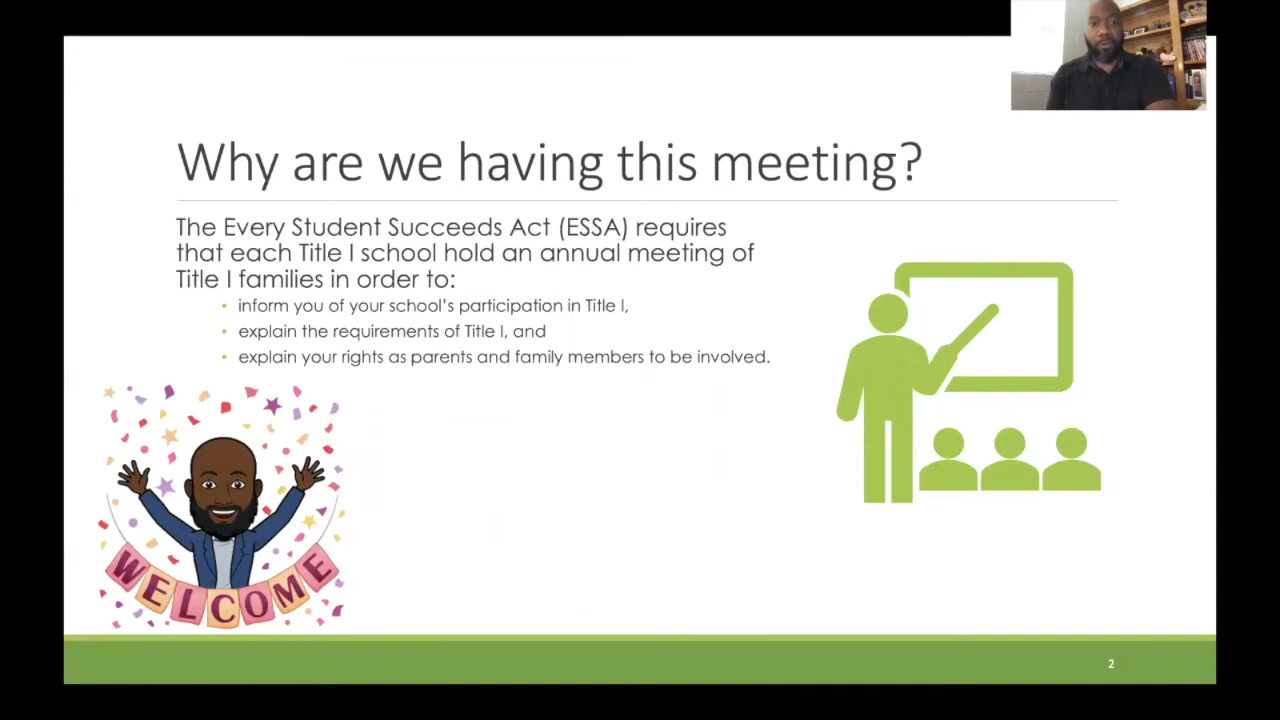 Why are we having this meeting?
The Every Student Succeeds Act (ESSA) requires
that each Title I school hold an annual meeting of
Title I families in order to:
• inform you of your school's participation in Title I,
• explain the requirements of Title I, and
• explain your rights as parents and family members to be involved.
WELCOME
2